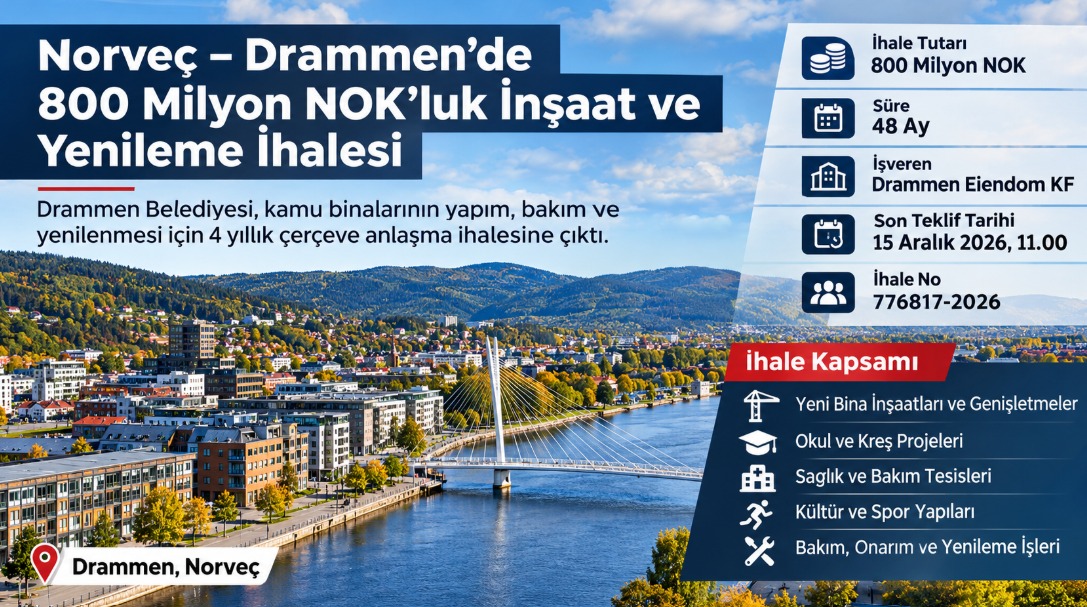 Norveç – Drammen’de
800 Milyon NOK’luk İnşaat ve
Yenileme İhalesi
Drammen Belediyesi, kamu binalarının yapım, bakım ve
yenilenmesi için 4 yıllık çerçeve anlaşma ihalesine çıktı.
İhale Tutarı
800 Milyon NOK
Süre
48 Ay
İşveren
Drammen Eiendom KF
Son Teklif Tarihi
15 Aralık 2026, 11.00
İhale No
776817-2026
İhale Kapsamı
Yeni Bina İnşaatları ve Genişletmeler
Okul ve Kreş Projeleri
Saglık ve Bakım Tesisleri
Kültür ve Spor Yapıları
Bakım, Onarım ve Yenileme İşleri
Drammen, Norveç